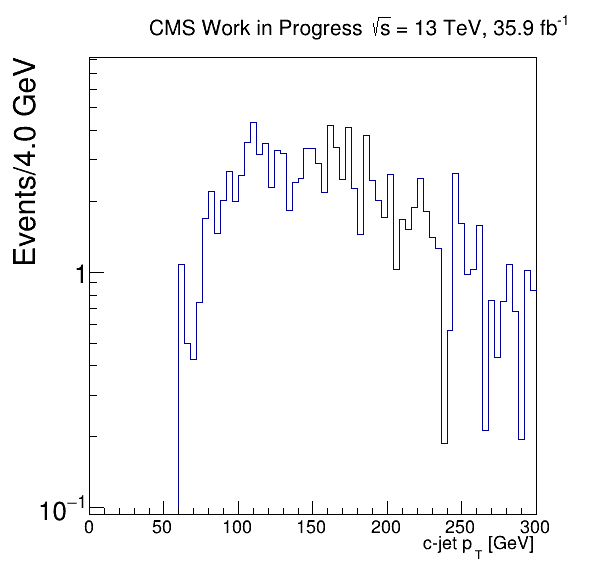 CMS Work in Progress √s = 13 TeV, 35.9 fb⁻¹
Events/4.0 GeV
1
10⁻¹
0 50 100 150 200 250 300
c-jet p_T [GeV]